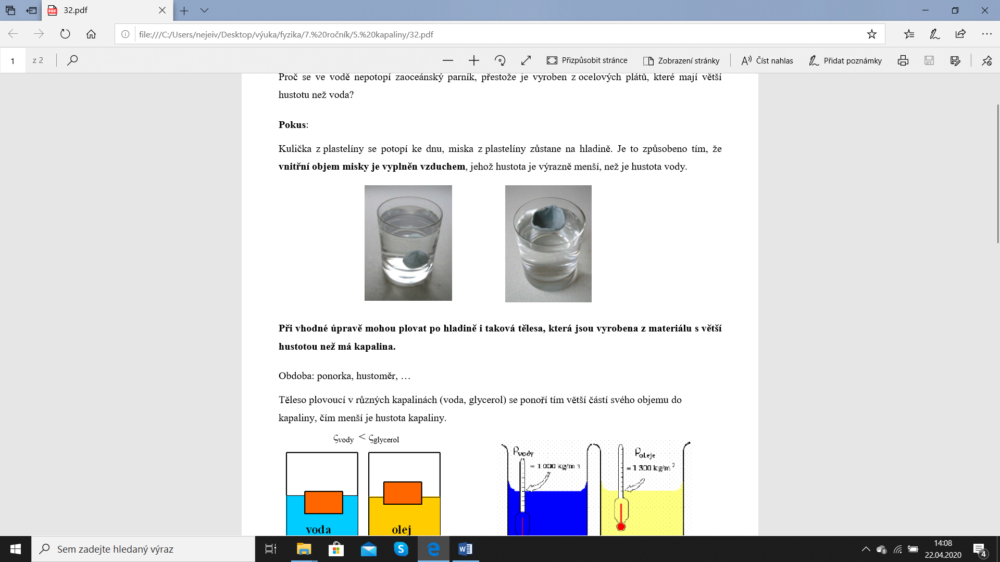 32.pdf
file:///C:/Users/nejeiv/Desktop/výuka/fyzika/7.%20ročník/5.%20kapaliny/32.pdf
1 z 2 Přizpůsobit stránce Zobrazení stránky Číst nahlas Přidat poznámky
Proč se ve vodě nepotopí zaoceánský parník, přestože je vyroben z ocelových plátů, které mají větší
hustotu než voda?
Pokus:
Kulička z plastelíny se potopí ke dnu, miska z plastelíny zůstane na hladině. Je to způsobeno tím, že
vnitřní objem misky je vyplněn vzduchem, jehož hustota je výrazně menší, než je hustota vody.
Při vhodné úpravě mohou plovat po hladině i taková tělesa, která jsou vyrobena z materiálu s větší
hustotou než má kapalina.
Obdoba: ponorka, hustoměr, …
Těleso plovoucí v různých kapalinách (voda, glycerol) se ponoří tím větší částí svého objemu do
kapaliny, čím menší je hustota kapaliny.
ςvody < ςglycerol
voda
olej
ρvody
= 1 000 kg/m 3
ρoleje
= 1 300 kg/m 3
Sem zadejte hledaný výraz
14:08
22.04.2020
4